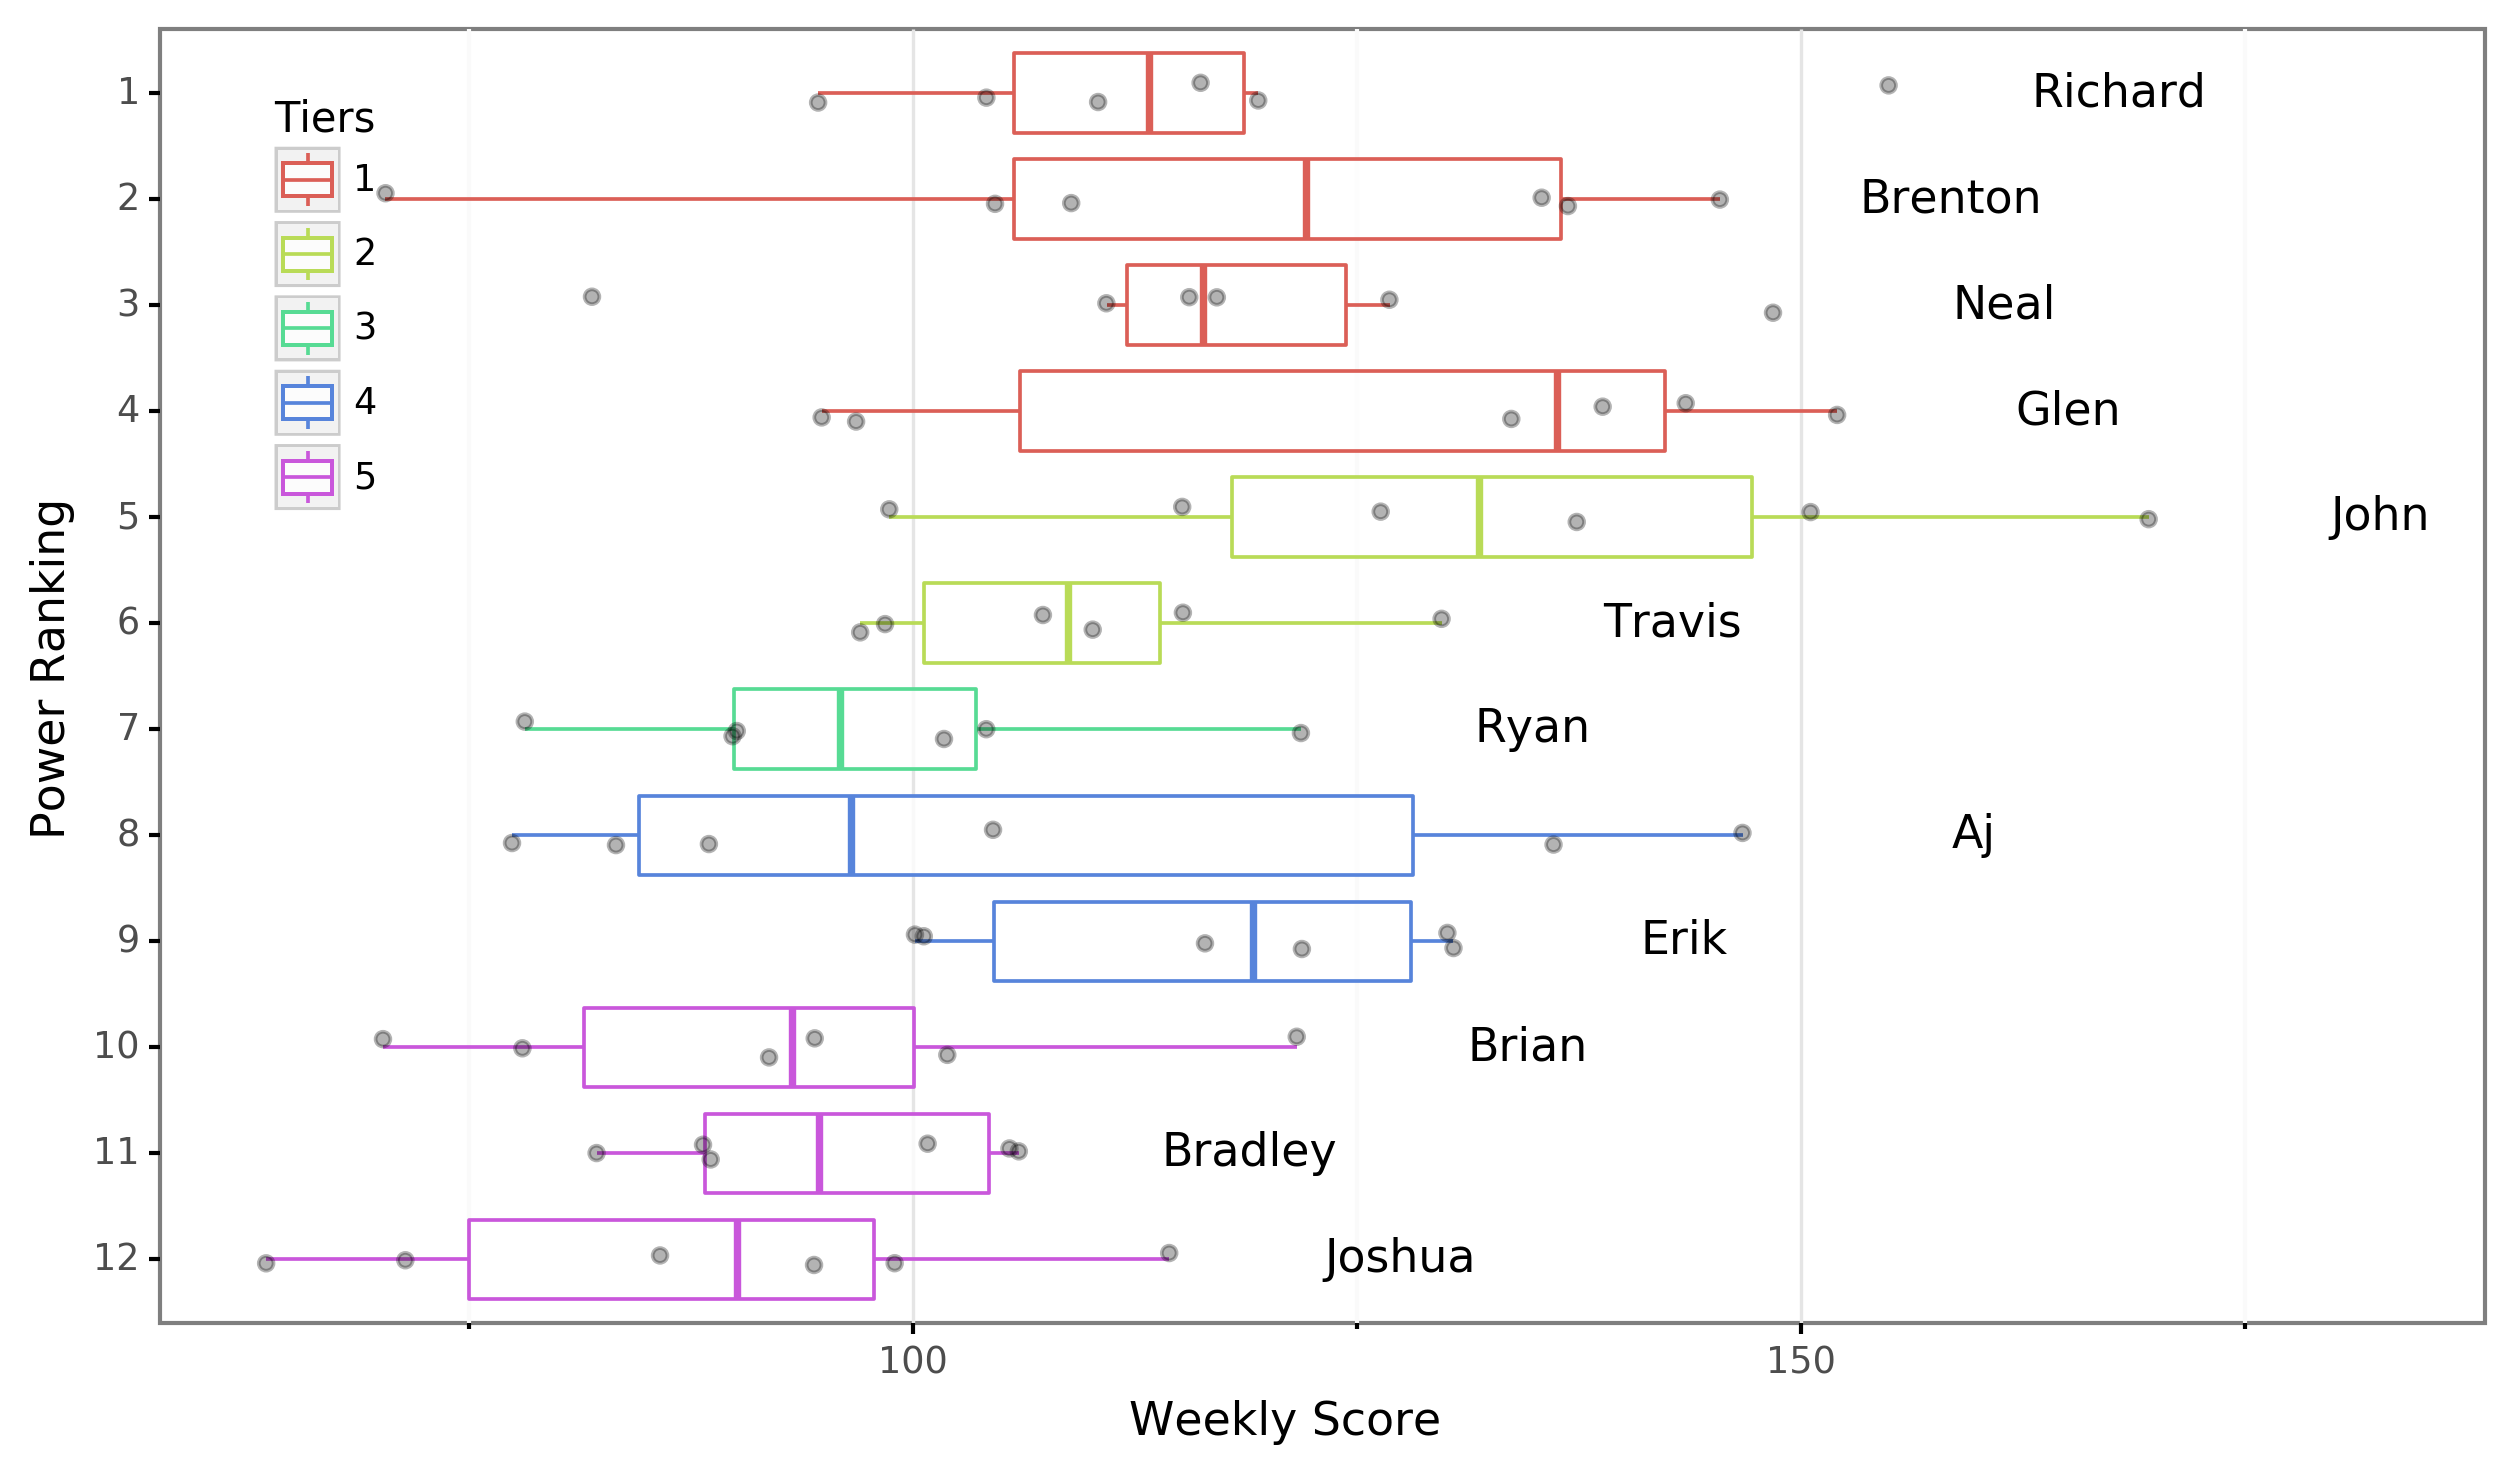 1 Richard
Tiers
1
2 Brenton
2
3 Neal
3
4 Glen
4
5
5 John
6 Travis
7 Ryan
8 Aj
9 Erik
10 Brian
11 Bradley
12 Joshua
Power Ranking
100 150
Weekly Score